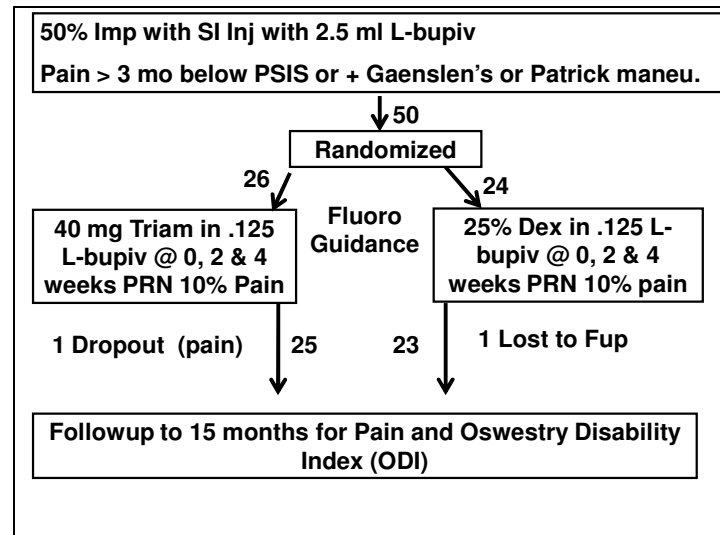 50% Imp with SI Inj with 2.5 ml L-bupiv
Pain > 3 mo below PSIS or + Gaenslen's or Patrick maneu.
50
Randomized
26
24
40 mg Triam in .125
L-bupiv @ 0, 2 & 4
weeks PRN 10% Pain
Fluoro
Guidance
25% Dex in .125 L-
bupiv @ 0, 2 & 4
weeks PRN 10% pain
1 Dropout (pain)
25
23
1 Lost to Fup
Followup to 15 months for Pain and Oswestry Disability
Index (ODI)